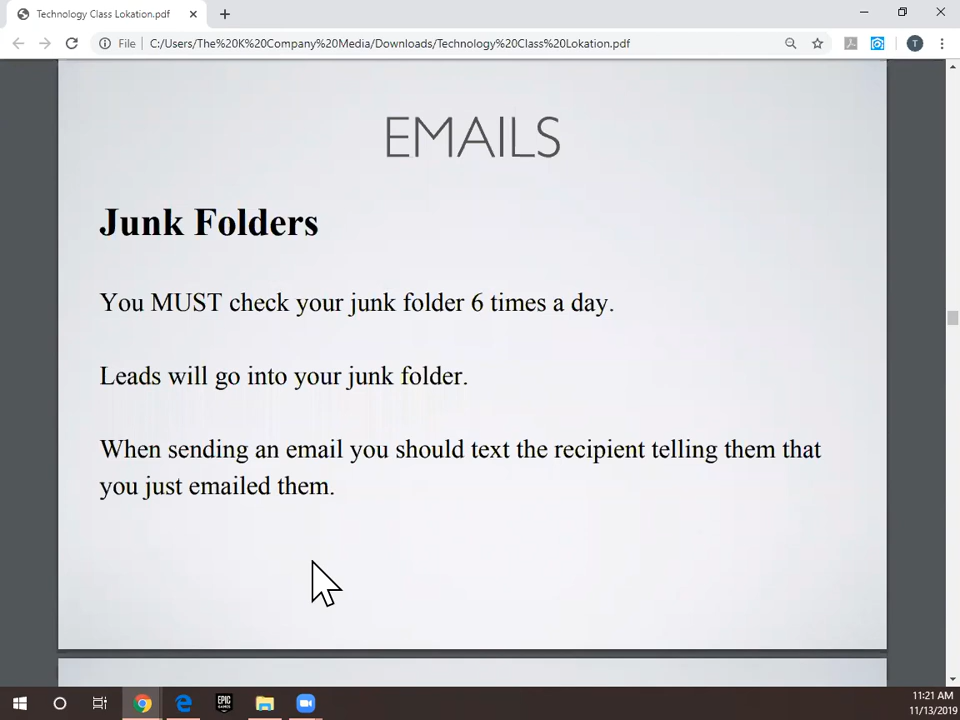 Technology Class Lokation.pdf
File
C:/Users/The%20K%20Company%20Media/Downloads/Technology%20Class%20Lokation.pdf
T
EMAILS
Junk Folders
You MUST check your junk folder 6 times a day.
Leads will go into your junk folder.
When sending an email you should text the recipient telling them that
you just emailed them.
EPIC
GAMES
11:21 AM
11/13/2019